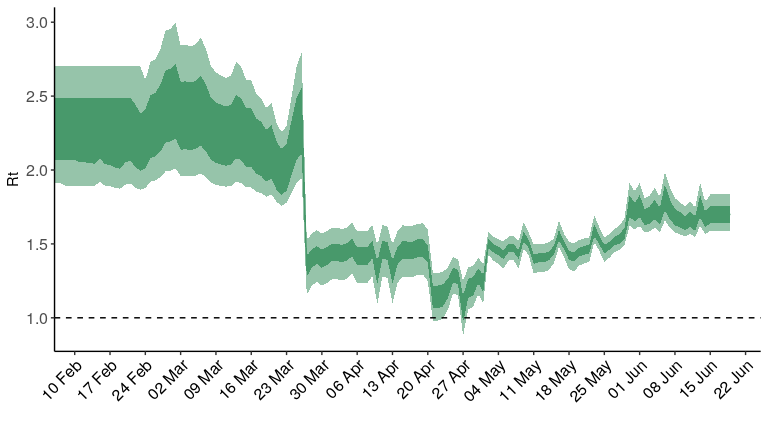 3.0
2.5
2.0
1.5
1.0
Rt
10 Feb
17 Feb
24 Feb
02 Mar
09 Mar
16 Mar
23 Mar
30 Mar
06 Apr
13 Apr
20 Apr
27 Apr
04 May
11 May
18 May
25 May
01 Jun
08 Jun
15 Jun
22 Jun